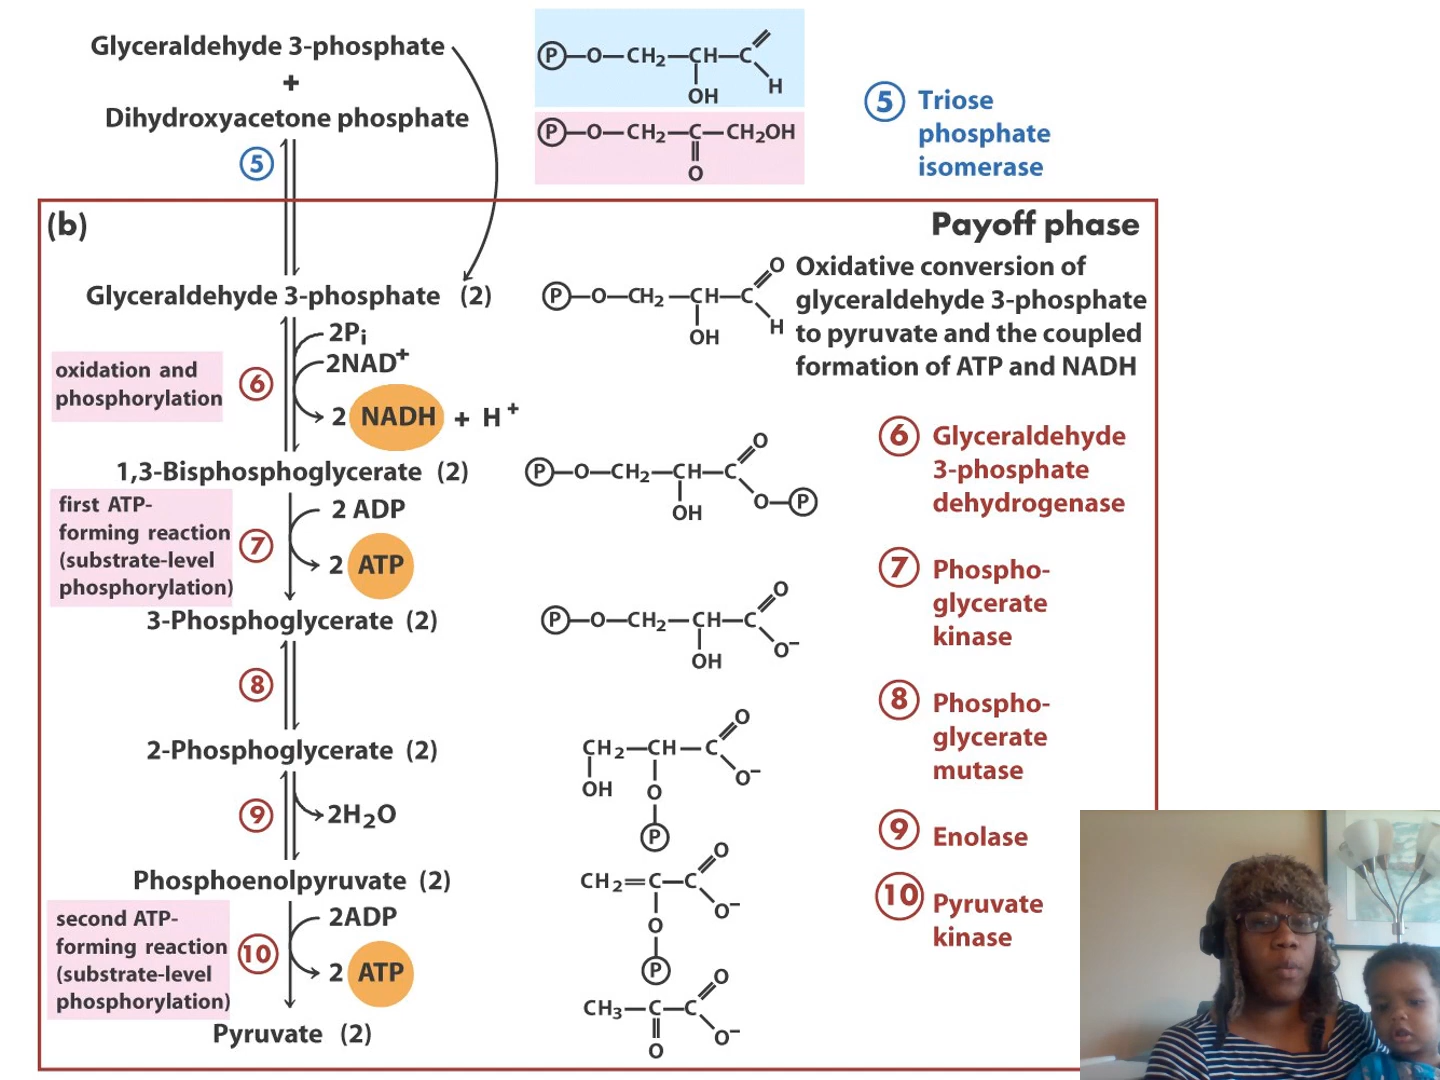 Glyceraldehyde 3-phosphate
+
Dihydroxyacetone phosphate
5
P–O–CH2–CH–C
H
OH
P–O–CH2–C–CH2OH
O
5 Triose
phosphate
isomerase
(b)
Payoff phase
Oxidative conversion of
glyceraldehyde 3-phosphate
to pyruvate and the coupled
formation of ATP and NADH
Glyceraldehyde 3-phosphate (2)
P–O–CH2–CH–C
O
H
OH
2Pi
2NAD+
oxidation and
phosphorylation
6
2 NADH + H+
6 Glyceraldehyde
3-phosphate
dehydrogenase
1,3-Bisphosphoglycerate (2)
P–O–CH2–CH–C
O
O–P
OH
first ATP-
forming reaction
(substrate-level
phosphorylation)
7
2 ADP
2 ATP
7 Phospho-
glycerate
kinase
3-Phosphoglycerate (2)
P–O–CH2–CH–C
O
O–
OH
8
8 Phospho-
glycerate
mutase
2-Phosphoglycerate (2)
CH2–CH–C
O
O–
OH
O
P
9
2H2O
9 Enolase
Phosphoenolpyruvate (2)
CH2=C–C
O
O–
O
P
second ATP-
forming reaction
(substrate-level
phosphorylation)
10
2ADP
2 ATP
10 Pyruvate
kinase
Pyruvate (2)
CH3–C–C
O
O–
O